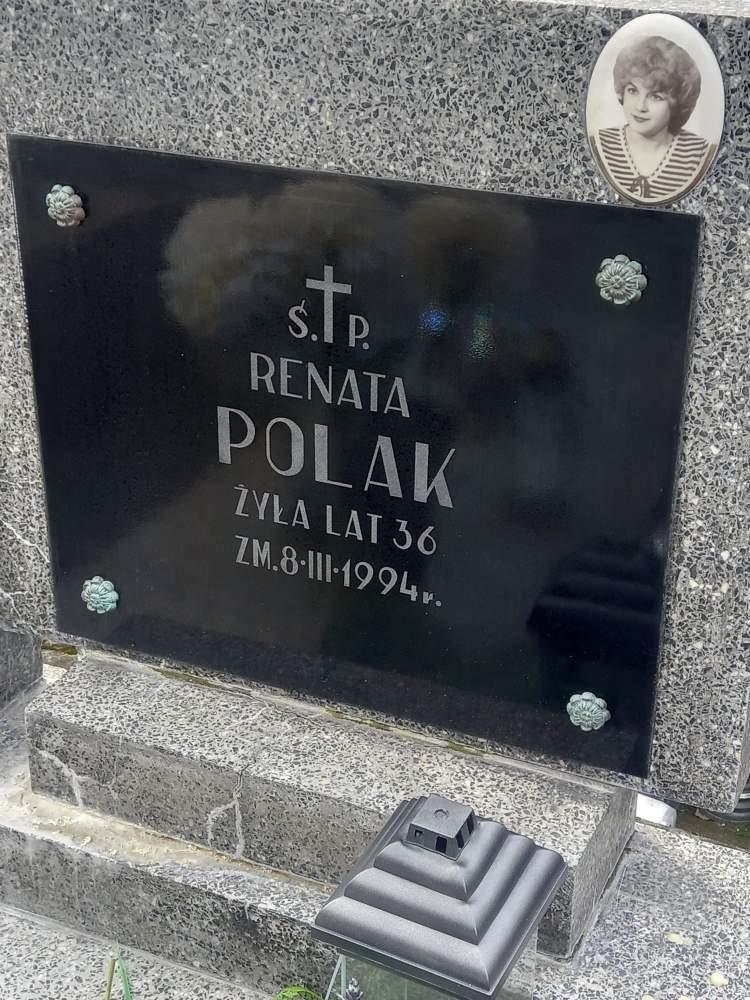 Ś.P.
RENATA
POLAK
ŻYŁA LAT 36
ZM.8·III·1994r.